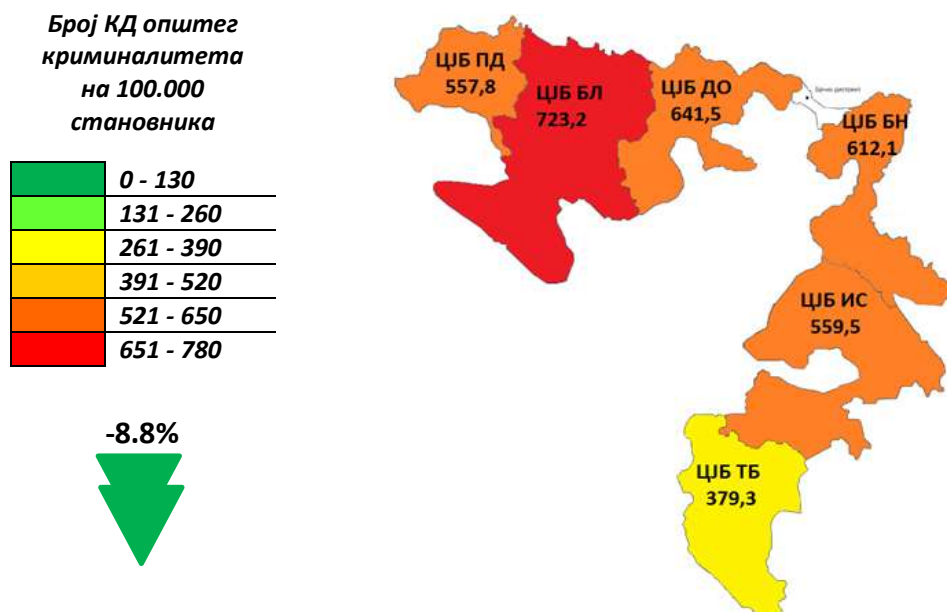 Број КД општег
криминалитета
на 100.000
становника
0 - 130
131 - 260
261 - 390
391 - 520
521 - 650
651 - 780
-8.8%
ЦЈБ ПД
557,8
ЦЈБ БЛ
723,2
ЦЈБ ДО
641,5
Брчко дистрикт
ЦЈБ БН
612,1
ЦЈБ ИС
559,5
ЦЈБ ТБ
379,3